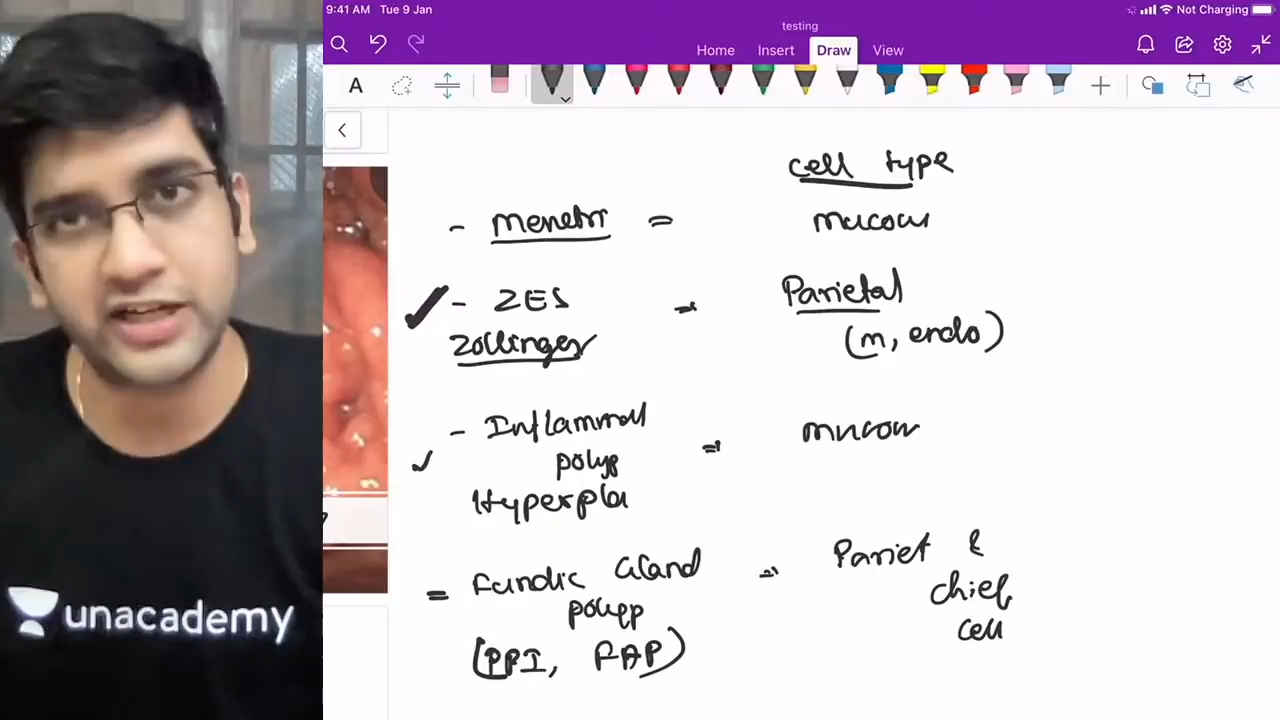 9:41 AM Tue 9 Jan
Not Charging
testing
Home Insert Draw View
A
cell type
- Menetr = mucous
- ZES = Parietal
Zollinger (m, endo)
- Inflammat = mucous
polyp
Hyperpla
= Fundic Gland = Pariet &
polyp chief
(PPI, FAP) cell
unacademy